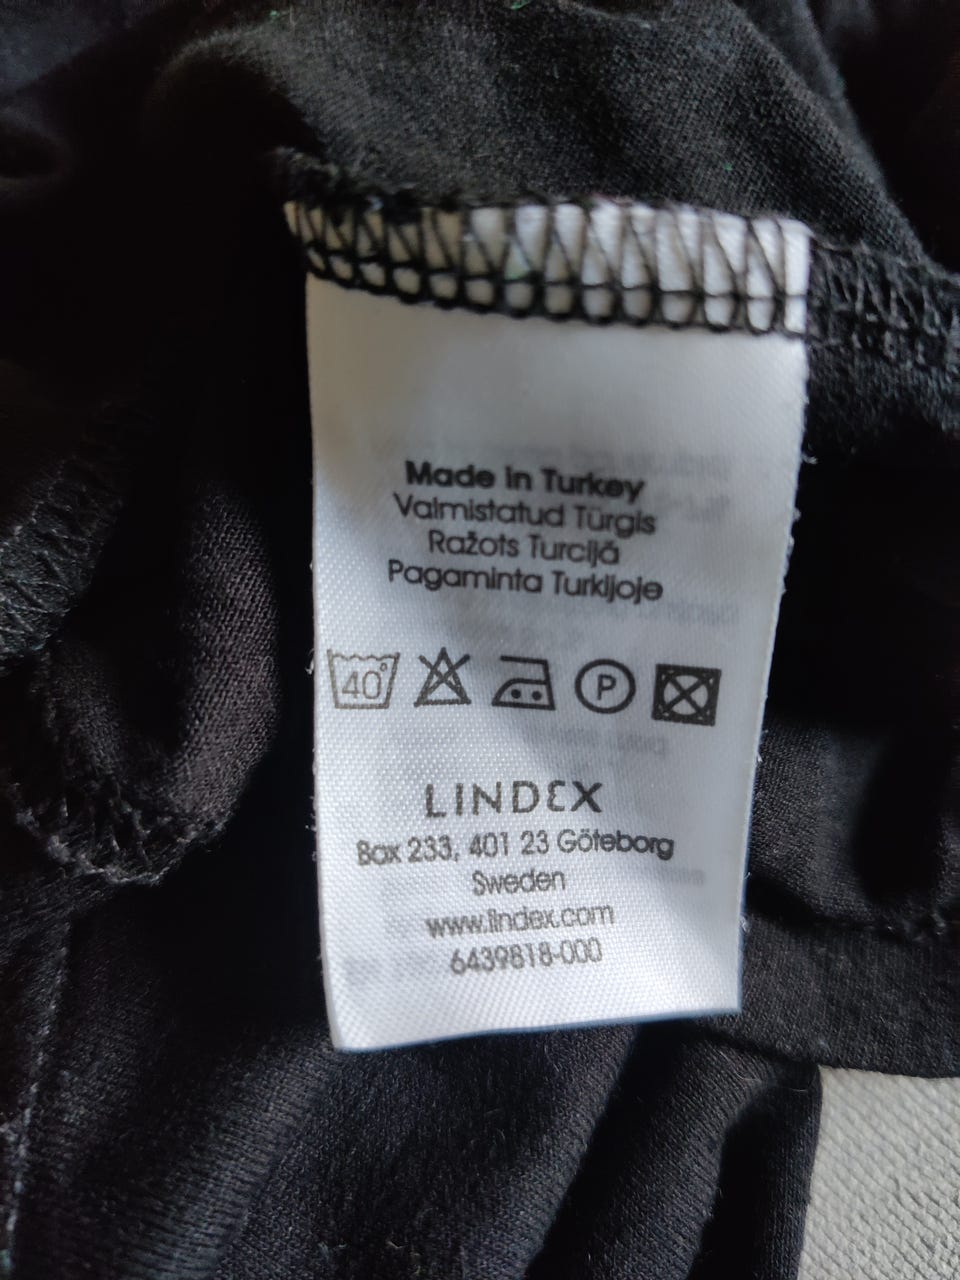 Made in Turkey
Valmistatud Türgis
Ražots Turcijā
Pagaminta Turkijoje
40°
P
LINDEX
Box 233, 401 23 Göteborg
Sweden
www.lindex.com
6439818-000